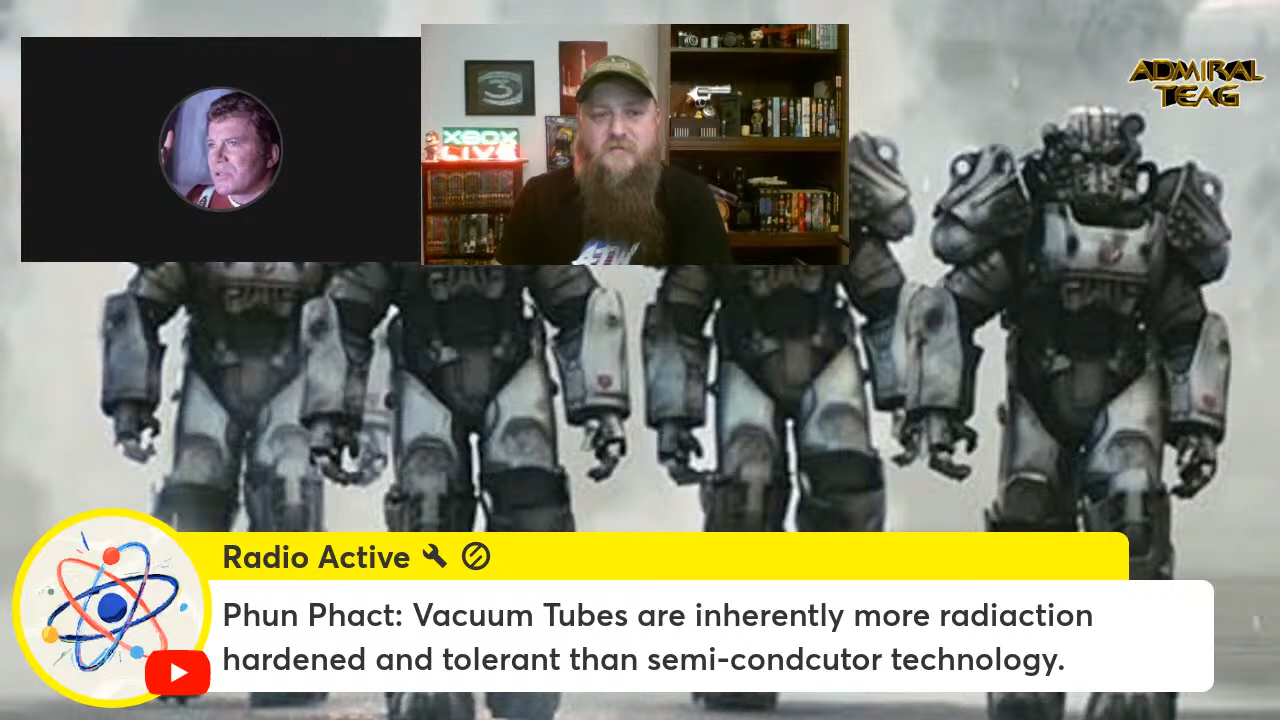 ADMIRAL
TEAG
XBOX
LIVE
3
Radio Active
Phun Phact: Vacuum Tubes are inherently more radiaction
hardened and tolerant than semi-condcutor technology.